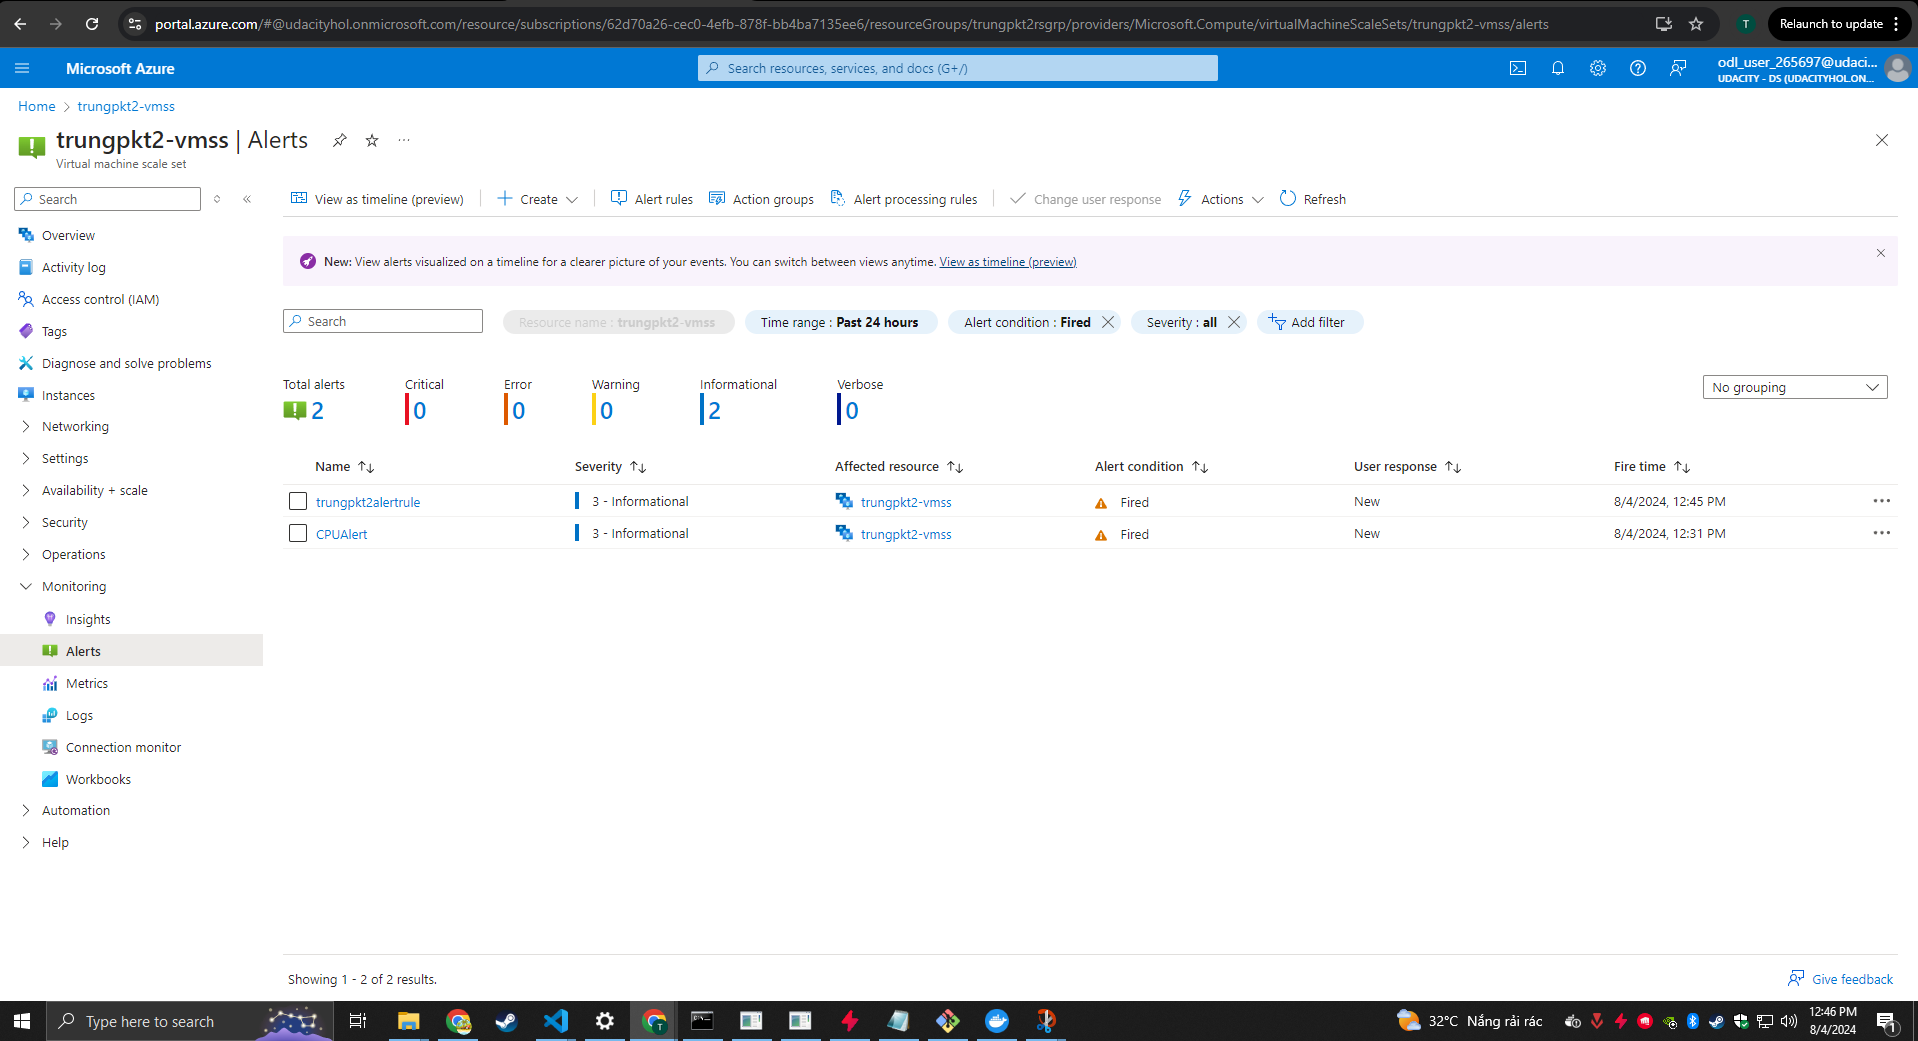 portal.azure.com/#@udacityhol.onmicrosoft.com/resource/subscriptions/62d70a26-cec0-4efb-878f-bb4ba7135ee6/resourceGroups/trungpkt2rsgrp/providers/Microsoft.Compute/virtualMachineScaleSets/trungpkt2-vmss/alerts
T
Relaunch to update
Microsoft Azure
Search resources, services, and docs (G+/)
odl_user_265697@udaci...
UDACITY - DS (UDACITYHOL.ON...
Home > trungpkt2-vmss
trungpkt2-vmss | Alerts
Virtual machine scale set
Search
View as timeline (preview)
Create
Alert rules
Action groups
Alert processing rules
Change user response
Actions
Refresh
Overview
Activity log
Access control (IAM)
Tags
Diagnose and solve problems
Instances
Networking
Settings
Availability + scale
Security
Operations
Monitoring
Insights
Alerts
Metrics
Logs
Connection monitor
Workbooks
Automation
Help
New: View alerts visualized on a timeline for a clearer picture of your events. You can switch between views anytime. View as timeline (preview)
Search
Resource name : trungpkt2-vmss
Time range : Past 24 hours
Alert condition : Fired
Severity : all
Add filter
Total alerts
2
Critical
0
Error
0
Warning
0
Informational
2
Verbose
0
No grouping
Name Severity Affected resource Alert condition User response Fire time
trungpkt2alertrule 3 - Informational trungpkt2-vmss Fired New 8/4/2024, 12:45 PM
CPUAlert 3 - Informational trungpkt2-vmss Fired New 8/4/2024, 12:31 PM
Showing 1 - 2 of 2 results.
Give feedback
Type here to search
32°C Nắng rải rác
12:46 PM
8/4/2024
1